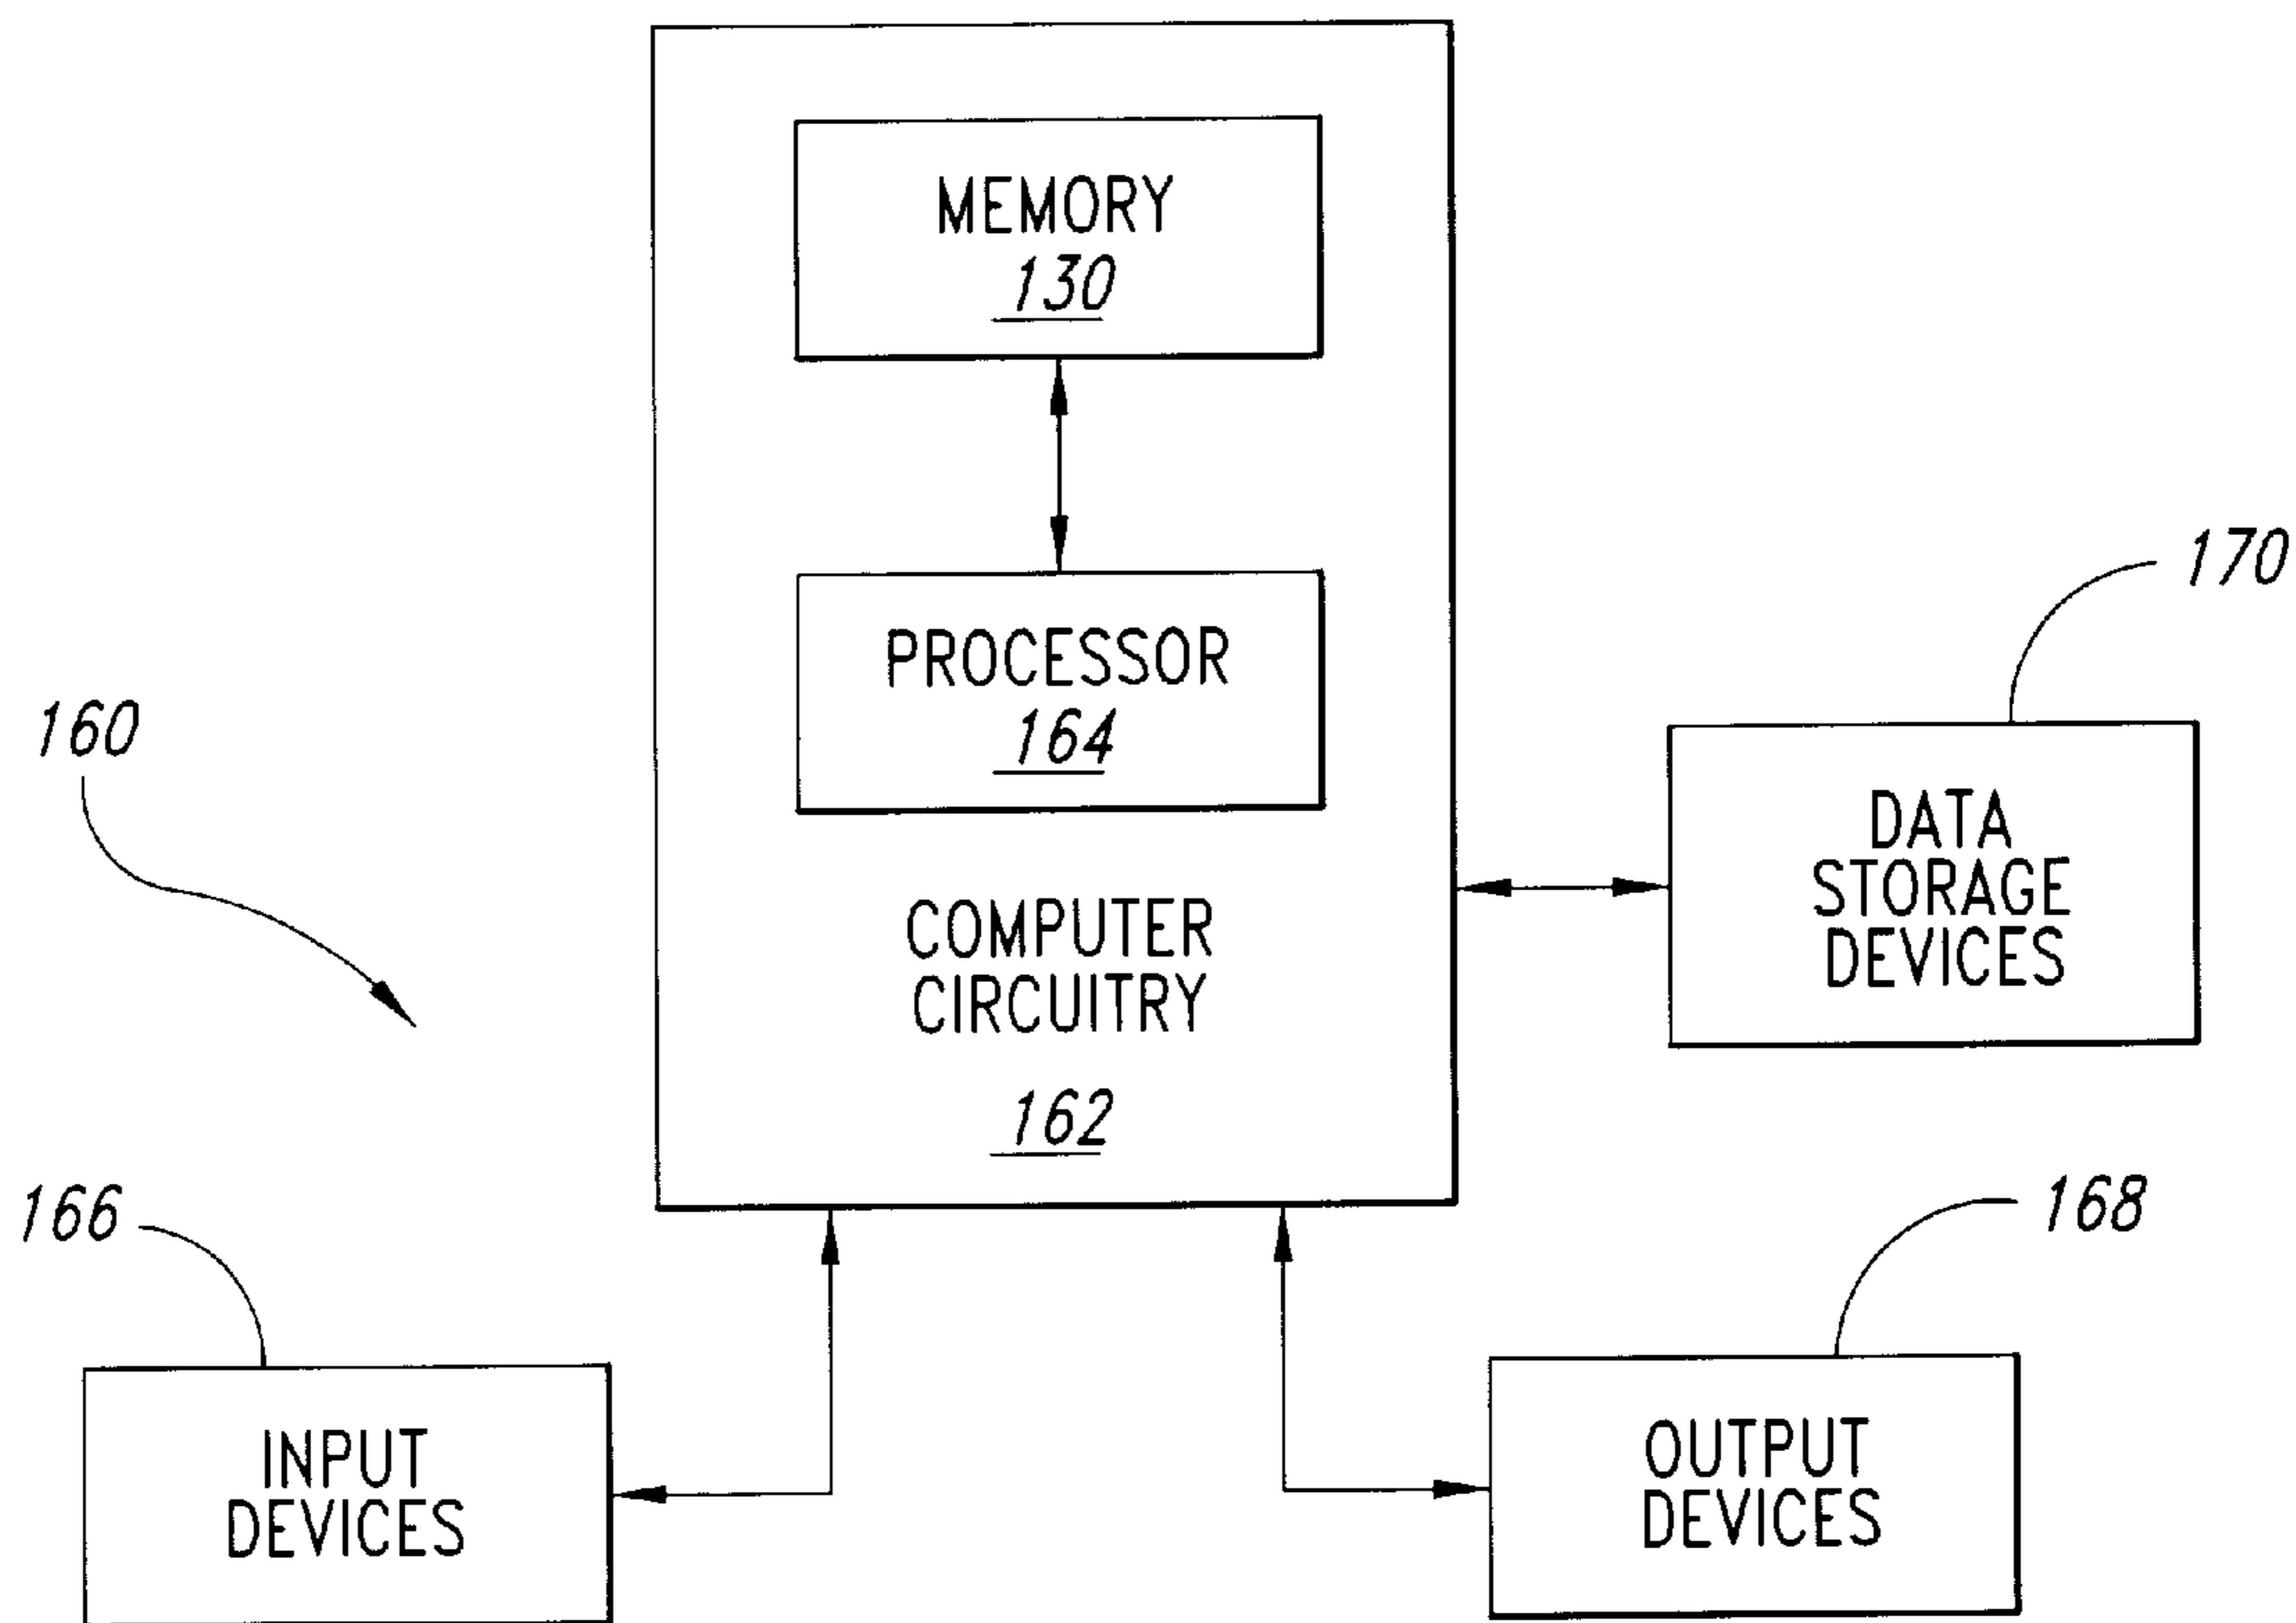 MEMORY
130
PROCESSOR
164
COMPUTER
CIRCUITRY
162
160
170
DATA
STORAGE
DEVICES
166
INPUT
DEVICES
168
OUTPUT
DEVICES